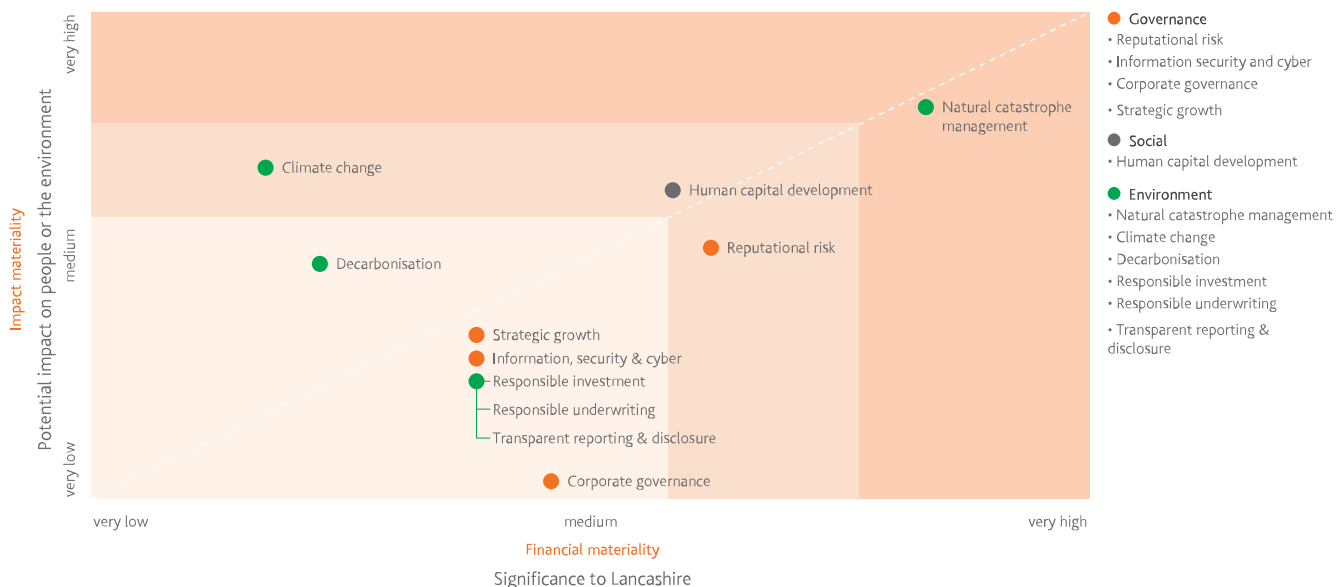 very high
medium
very low
Impact materiality
Potential impact on people or the environment
Natural catastrophe
management
Climate change
Human capital development
Reputational risk
Decarbonisation
Strategic growth
Information, security & cyber
Responsible investment
Responsible underwriting
Transparent reporting & disclosure
Corporate governance
very low
medium
very high
Financial materiality
Significance to Lancashire
Governance
• Reputational risk
• Information security and cyber
• Corporate governance
• Strategic growth
Social
• Human capital development
Environment
• Natural catastrophe management
• Climate change
• Decarbonisation
• Responsible investment
• Responsible underwriting
• Transparent reporting &
disclosure